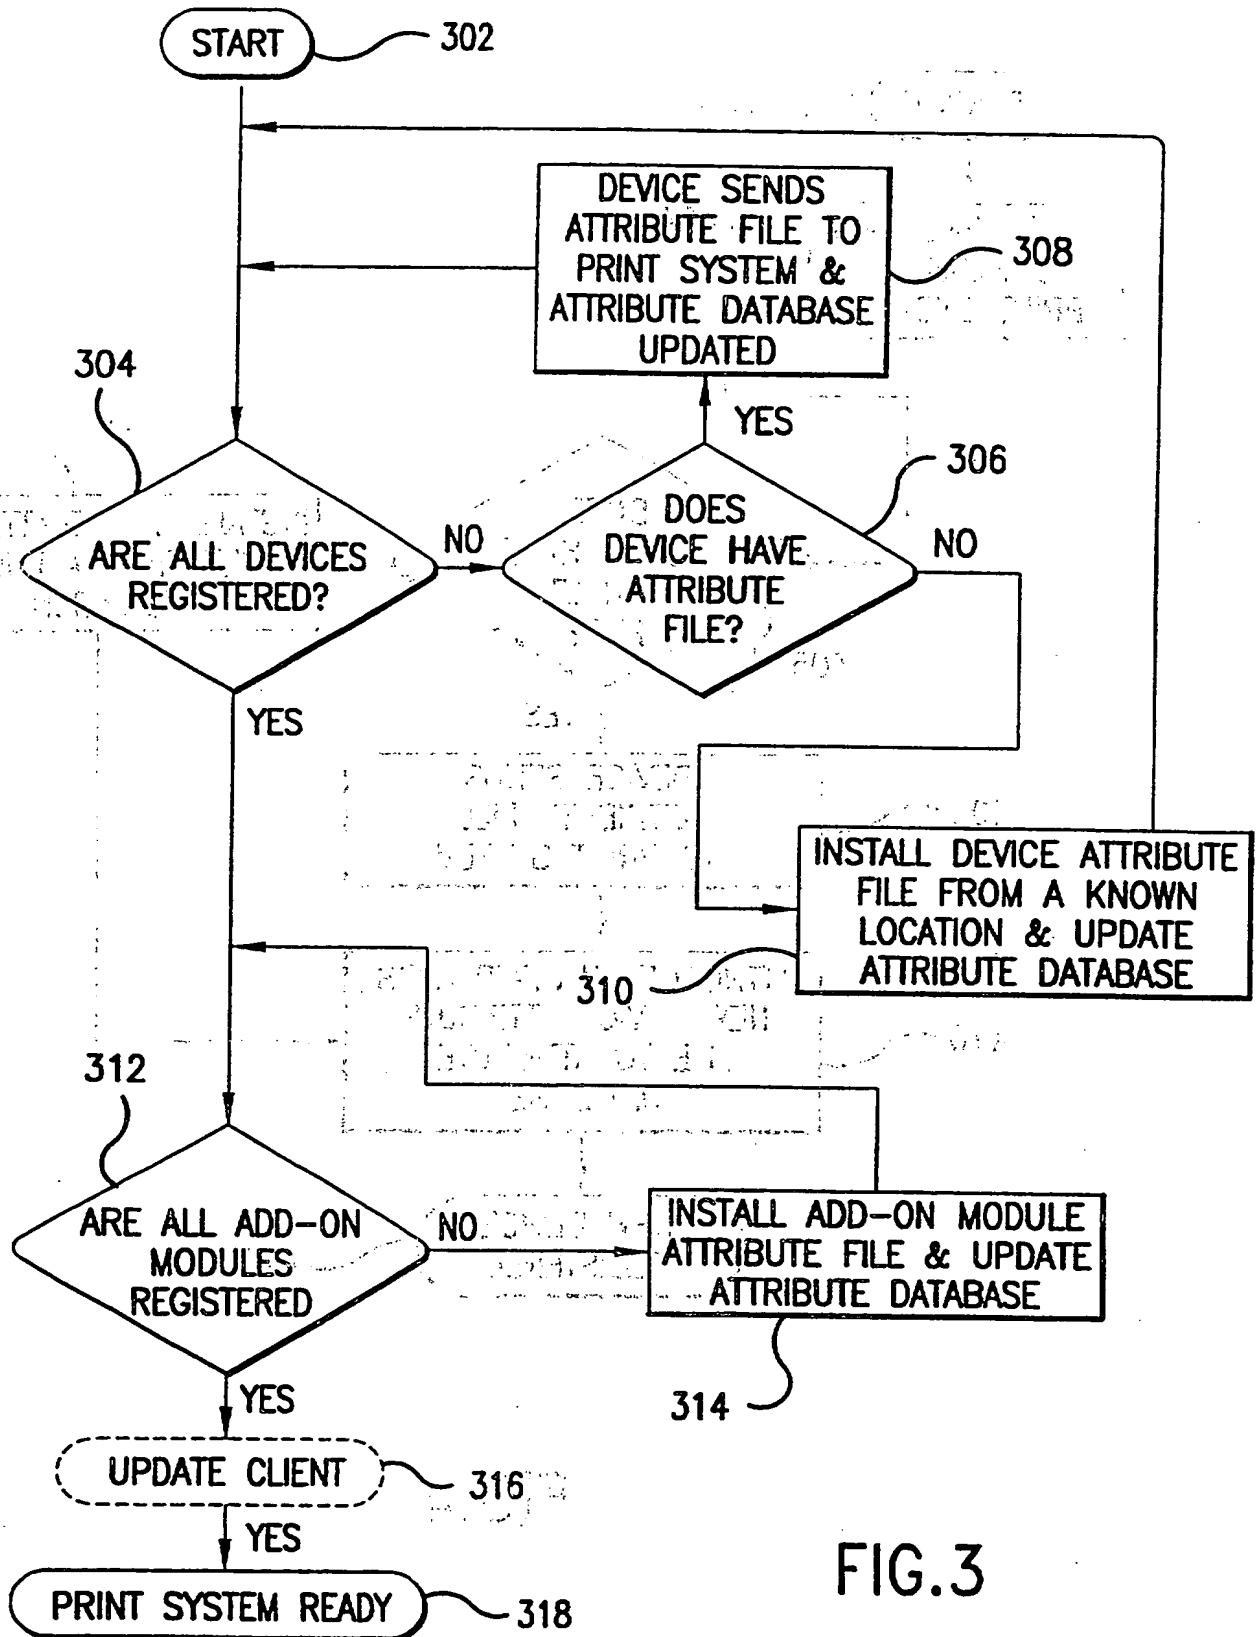 START
302
DEVICE SENDS
ATTRIBUTE FILE TO
PRINT SYSTEM &
ATTRIBUTE DATABASE
UPDATED
308
304
YES
306
ARE ALL DEVICES
REGISTERED?
NO
DOES
DEVICE HAVE
ATTRIBUTE
FILE?
NO
YES
INSTALL DEVICE ATTRIBUTE
FILE FROM A KNOWN
LOCATION & UPDATE
ATTRIBUTE DATABASE
310
312
ARE ALL ADD-ON
MODULES
REGISTERED
NO
INSTALL ADD-ON MODULE
ATTRIBUTE FILE & UPDATE
ATTRIBUTE DATABASE
314
YES
UPDATE CLIENT
316
YES
PRINT SYSTEM READY
318
FIG.3